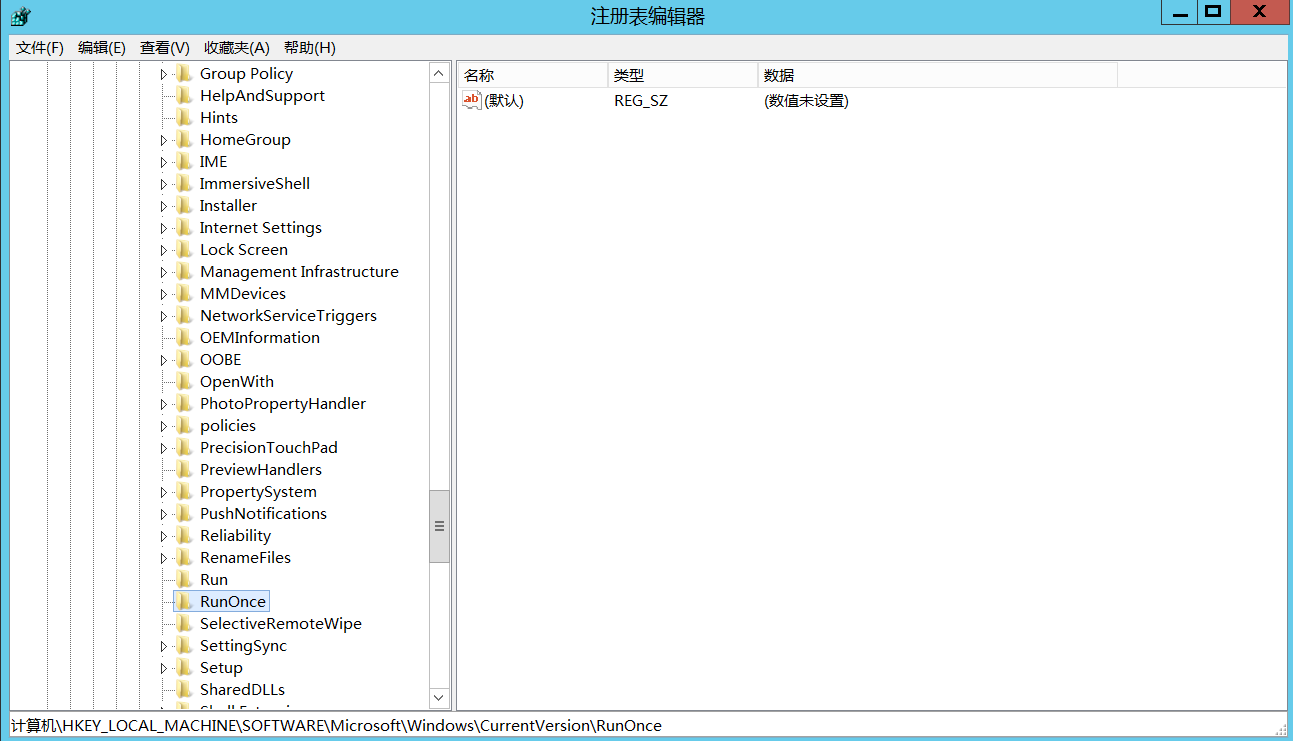 注册表编辑器
文件(F) 编辑(E) 查看(V) 收藏夹(A) 帮助(H)
Group Policy
HelpAndSupport
Hints
HomeGroup
IME
ImmersiveShell
Installer
Internet Settings
Lock Screen
Management Infrastructure
MMDevices
NetworkServiceTriggers
OEMInformation
OOBE
OpenWith
PhotoPropertyHandler
policies
PrecisionTouchPad
PreviewHandlers
PropertySystem
PushNotifications
Reliability
RenameFiles
Run
RunOnce
SelectiveRemoteWipe
SettingSync
Setup
SharedDLLs
名称 类型 数据
ab (默认) REG_SZ (数值未设置)
计算机\HKEY_LOCAL_MACHINE\SOFTWARE\Microsoft\Windows\CurrentVersion\RunOnce